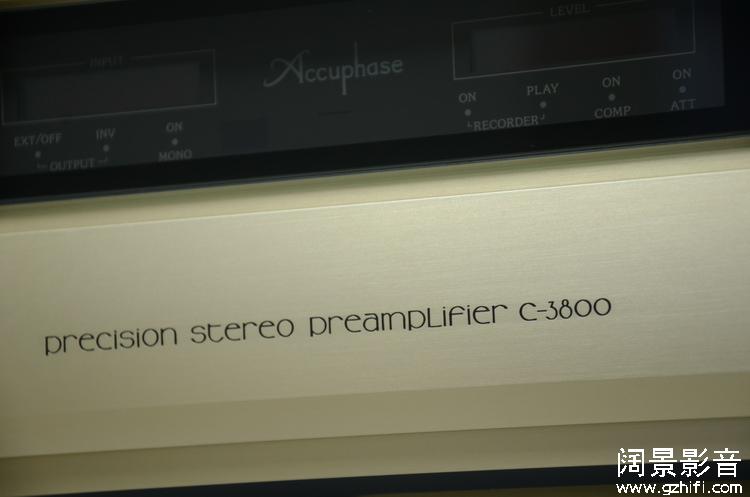 INPUT
Accuphase
LEVEL
EXT/OFF INV ON
OUTPUT MONO
ON PLAY ON ON
RECORDER COMP ATT
precision stereo preamplifier C-3800
阔景影音
www.gzhifi.com